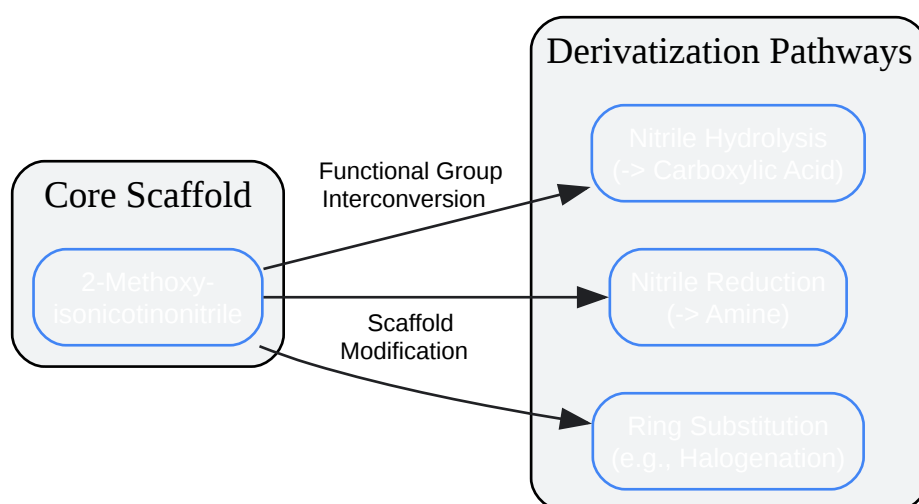 Derivatization Pathways
Nitrile Hydrolysis
(-> Carboxylic Acid)
Functional Group
Interconversion
Core Scaffold
2-Methoxy-
isonicotinonitrile
Nitrile Reduction
(-> Amine)
Scaffold
Modification
Ring Substitution
(e.g., Halogenation)